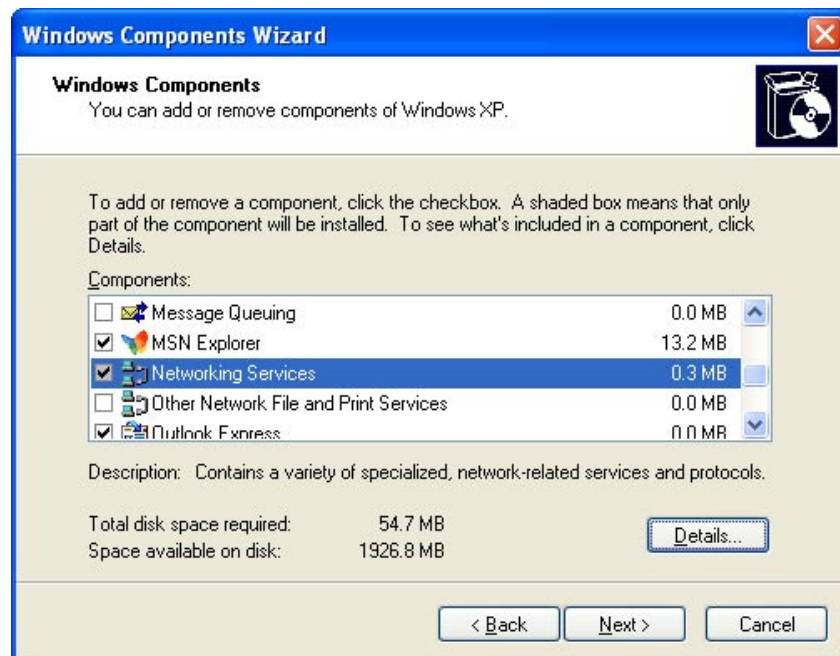 Windows Components Wizard
Windows Components
You can add or remove components of Windows XP.
To add or remove a component, click the checkbox. A shaded box means that only
part of the component will be installed. To see what's included in a component, click
Details.
Components:
Message Queuing 0.0 MB
MSN Explorer 13.2 MB
Networking Services 0.3 MB
Other Network File and Print Services 0.0 MB
Outlook Express 0.0 MB
Description: Contains a variety of specialized, network-related services and protocols.
Total disk space required: 54.7 MB
Space available on disk: 1926.8 MB
Details...
< Back Next > Cancel